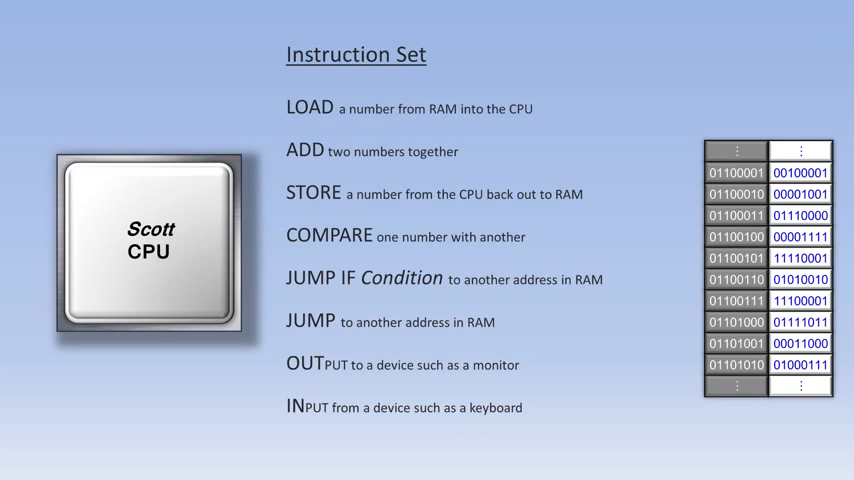 Instruction Set
LOAD a number from RAM into the CPU
ADD two numbers together
STORE a number from the CPU back out to RAM
COMPARE one number with another
JUMP IF Condition to another address in RAM
JUMP to another address in RAM
OUTPUT to a device such as a monitor
INPUT from a device such as a keyboard
Scott
CPU
⋮ ⋮
01100001 00100001
01100010 00001001
01100011 01110000
01100100 00001111
01100101 11110001
01100110 01010010
01100111 11100001
01101000 01111011
01101001 00011000
01101010 01000111
⋮ ⋮